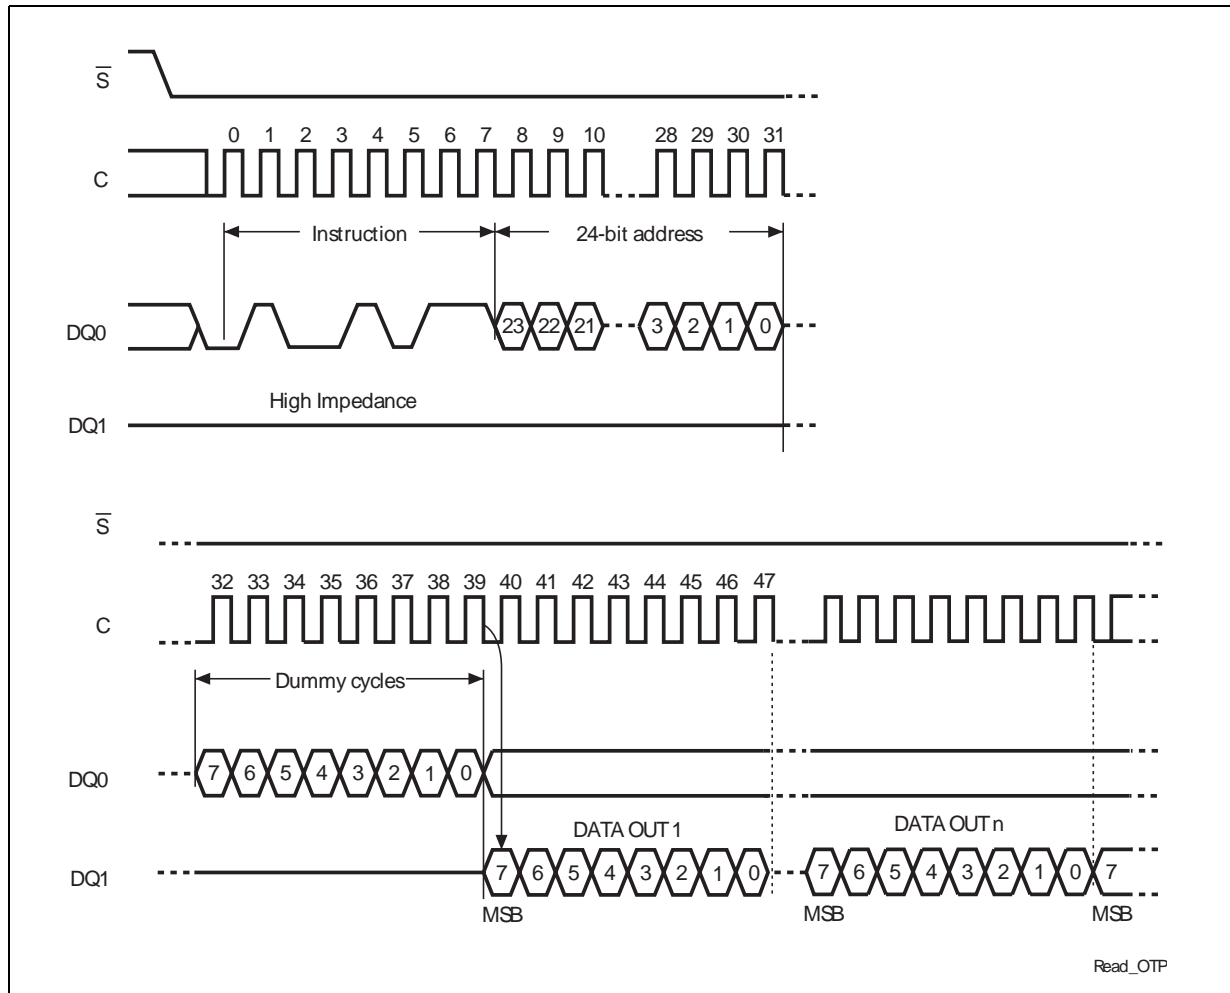 S
0 1 2 3 4 5 6 7 8 9 10 28 29 30 31
C
Instruction 24-bit address
DQ0 23 22 21 3 2 1 0
High Impedance
DQ1
S
32 33 34 35 36 37 38 39 40 41 42 43 44 45 46 47
C
Dummy cycles
DQ0 7 6 5 4 3 2 1 0
DATA OUT 1 DATA OUT n
DQ1 7 6 5 4 3 2 1 0 7 6 5 4 3 2 1 0 7
MSB MSB MSB
Read_OTP